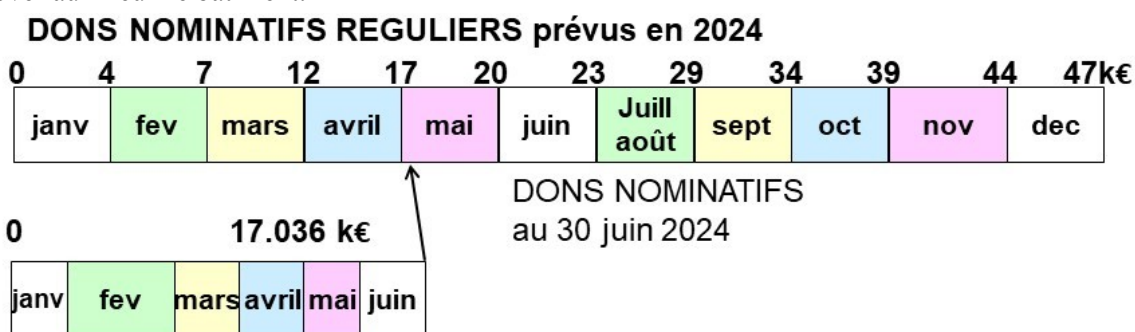 DONS NOMINATIFS REGULIERS prévus en 2024
0 4 7 12 17 20 23 29 34 39 44 47k€
janv fev mars avril mai juin Juill août sept oct nov dec
DONS NOMINATIFS
au 30 juin 2024
0 17.036 k€
janv fev mars avril mai juin